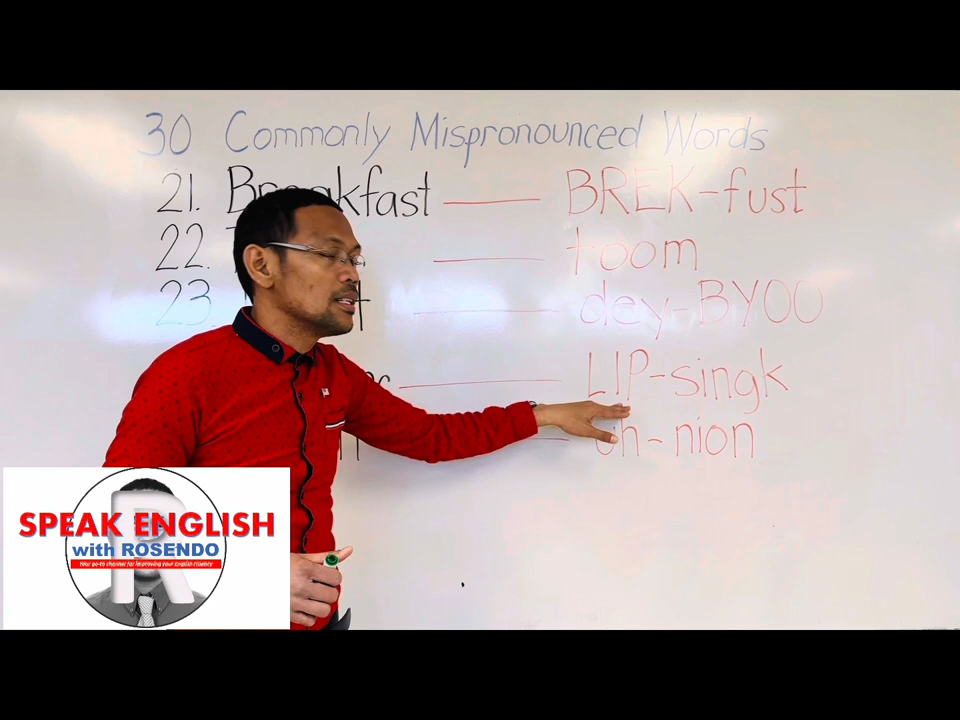 30 Commonly Mispronounced Words
21. Breakfast —— BREK-fust
22. —— toom
23. —— dey-BYOO
—— LIP-singk
—— uh-nion
SPEAK ENGLISH
with ROSENDO
Your go-to channel for improving your English Fluency
R